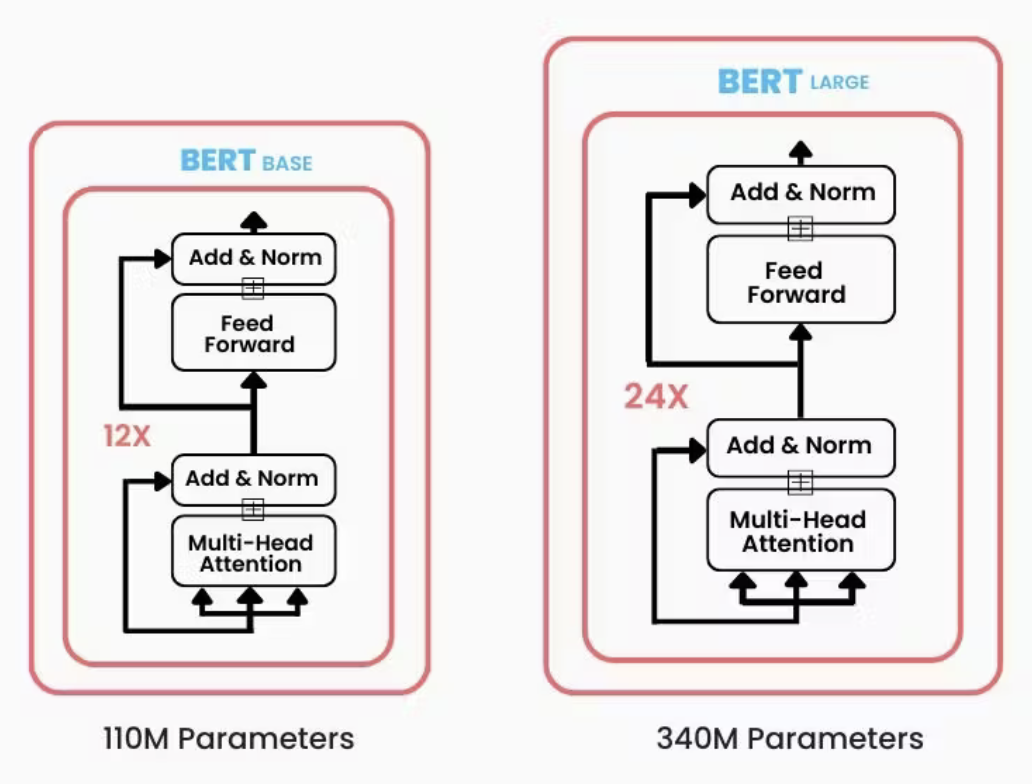 BERT BASE
Add & Norm
Feed
Forward
12X
Add & Norm
Multi-Head
Attention
110M Parameters
BERT LARGE
Add & Norm
Feed
Forward
24X
Add & Norm
Multi-Head
Attention
340M Parameters